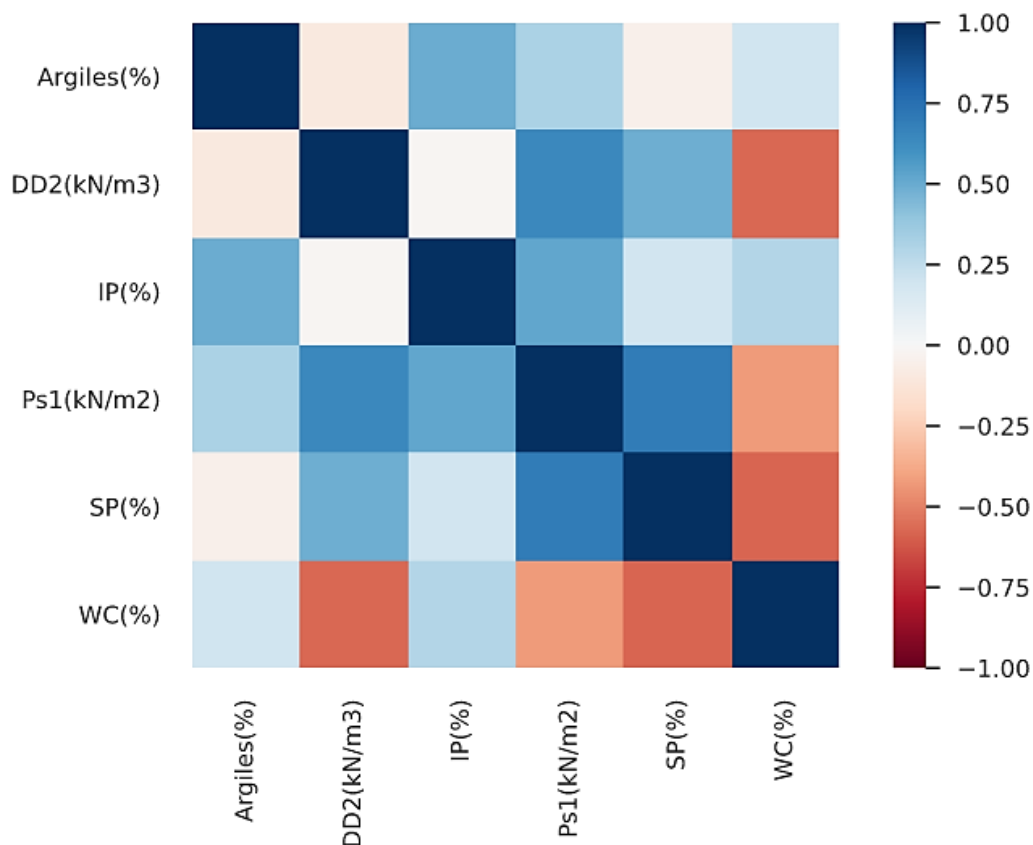 Argiles(%)
DD2(kN/m3)
IP(%)
Ps1(kN/m2)
SP(%)
WC(%)
Argiles(%)
DD2(kN/m3)
IP(%)
Ps1(kN/m2)
SP(%)
WC(%)
1.00
0.75
0.50
0.25
0.00
−0.25
−0.50
−0.75
−1.00